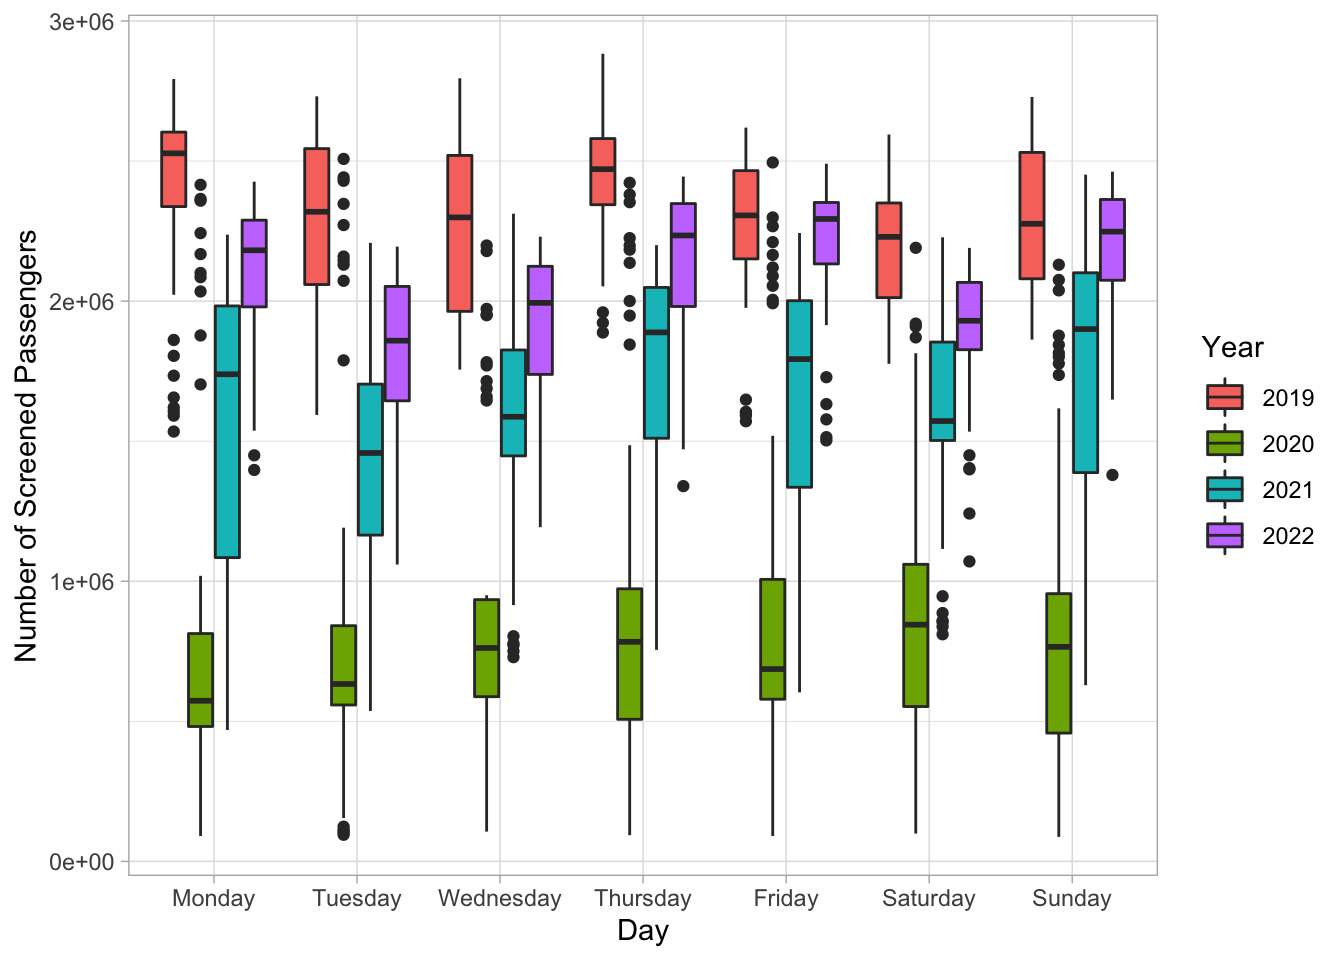 Number of Screened Passengers
3e+06
2e+06
1e+06
0e+00
Monday
Tuesday
Wednesday
Thursday
Friday
Saturday
Sunday
Day
Year
2019
2020
2021
2022